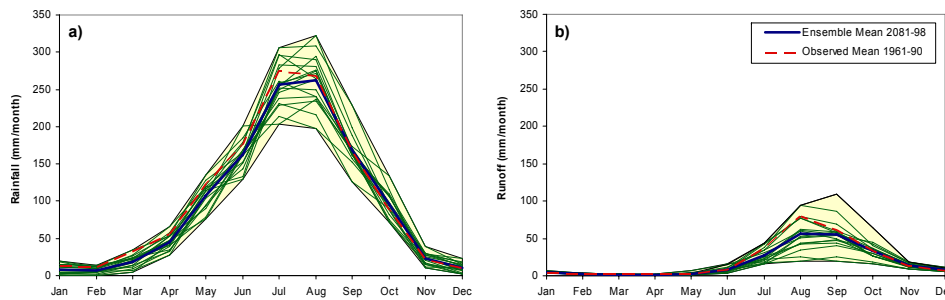 a)
Rainfall (mm/month)
350
300
250
200
150
100
50
0
Jan Feb Mar Apr May Jun Jul Aug Sep Oct Nov Dec
b)
Ensemble Mean 2081-98
Observed Mean 1961-90
Runoff (mm/month)
350
300
250
200
150
100
50
0
Jan Feb Mar Apr May Jun Jul Aug Sep Oct Nov De